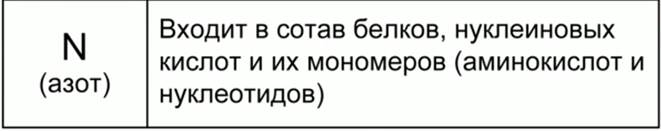 N
(азот)
Входит в сотав белков, нуклеиновых
кислот и их мономеров (аминокислот и
нуклеотидов)